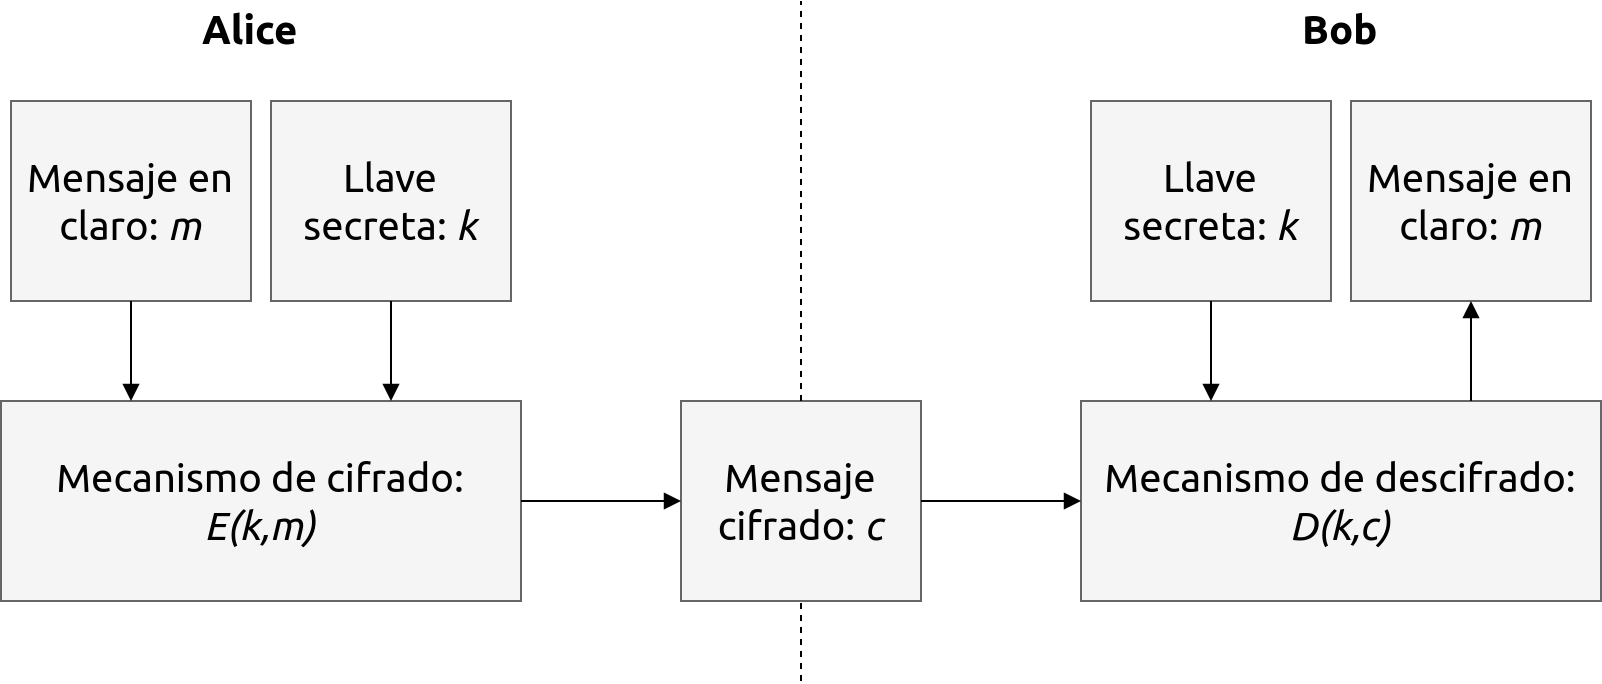 Alice
Bob
Mensaje en
claro: m
Llave
secreta: k
Llave
secreta: k
Mensaje en
claro: m
Mecanismo de cifrado:
E(k,m)
Mensaje
cifrado: c
Mecanismo de descifrado:
D(k,c)